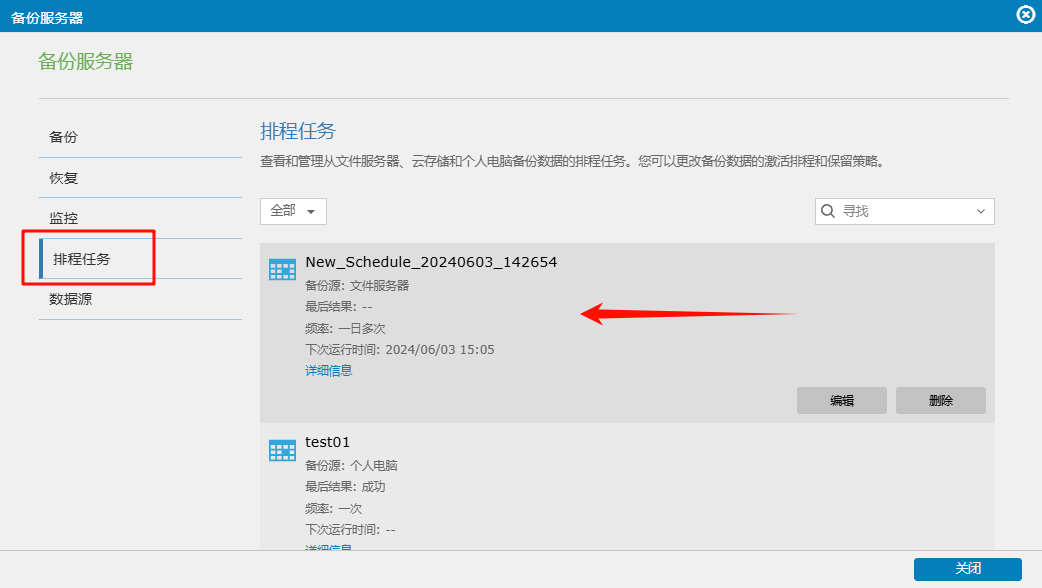 备份服务器
备份服务器
备份
恢复
监控
排程任务
数据源
排程任务
查看和管理从文件服务器、云存储和个人电脑备份数据的排程任务。您可以更改备份数据的激活排程和保留策略。
全部
寻找
New_Schedule_20240603_142654
备份源: 文件服务器
最后结果: --
频率: 一日多次
下次运行时间: 2024/06/03 15:05
详细信息
编辑 删除
test01
备份源: 个人电脑
最后结果: 成功
频率: 一次
下次运行时间: --
详细信息
关闭